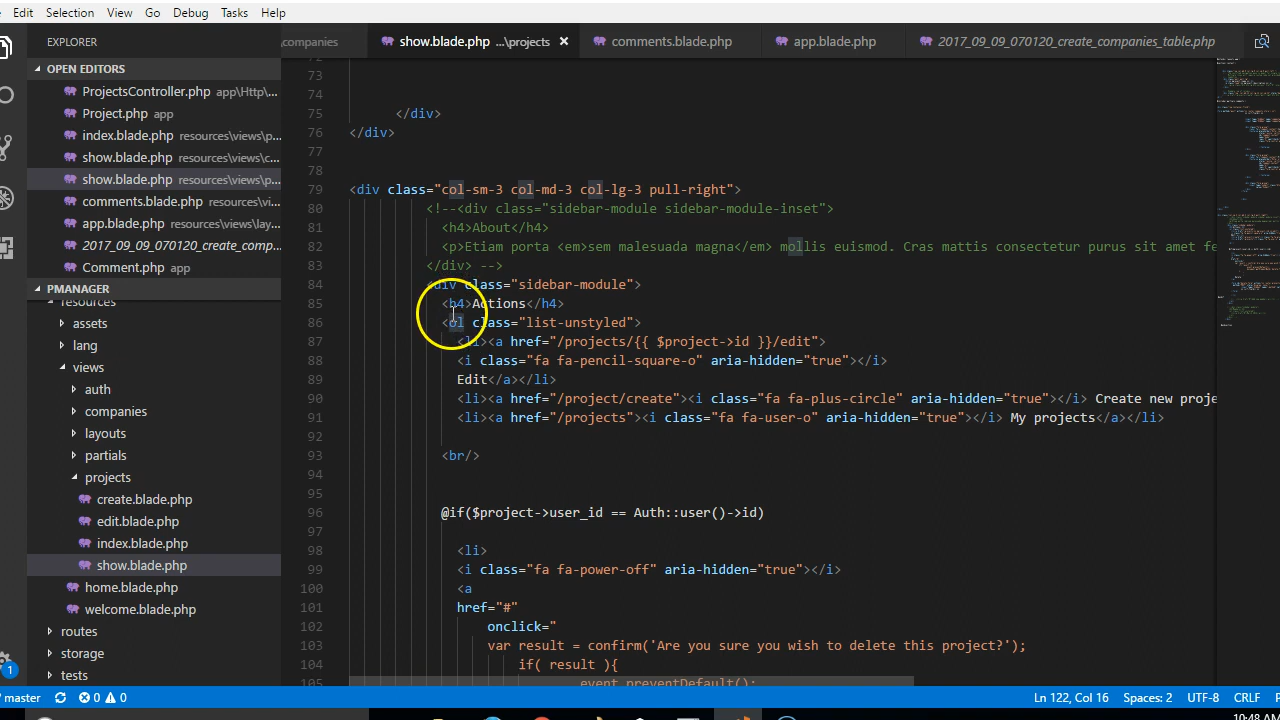 Edit Selection View Go Debug Tasks Help
EXPLORER
\companies show.blade.php ...\projects × comments.blade.php app.blade.php 2017_09_09_070120_create_companies_table.php
OPEN EDITORS
ProjectsController.php app\Http\...
Project.php app
index.blade.php resources\views\p...
show.blade.php resources\views\c...
show.blade.php resources\views\p...
comments.blade.php resources\vi...
app.blade.php resources\views\lay...
2017_09_09_070120_create_comp...
Comment.php app
PMANAGER
resources
assets
lang
views
auth
companies
layouts
partials
projects
create.blade.php
edit.blade.php
index.blade.php
show.blade.php
home.blade.php
welcome.blade.php
routes
storage
tests
72
73
74
75 </div>
76 </div>
77
78
79 <div class="col-sm-3 col-md-3 col-lg-3 pull-right">
80 <!--<div class="sidebar-module sidebar-module-inset">
81 <h4>About</h4>
82 <p>Etiam porta <em>sem malesuada magna</em> mollis euismod. Cras mattis consectetur purus sit amet fe
83 </div> -->
84 <div class="sidebar-module">
85 <h4>Actions</h4>
86 <ol class="list-unstyled">
87 <li><a href="/projects/{{ $project->id }}/edit">
88 <i class="fa fa-pencil-square-o" aria-hidden="true"></i>
89 Edit</a></li>
90 <li><a href="/project/create"><i class="fa fa-plus-circle" aria-hidden="true"></i> Create new proje
91 <li><a href="/projects"><i class="fa fa-user-o" aria-hidden="true"></i> My projects</a></li>
92
93 <br/>
94
95
96 @if($project->user_id == Auth::user()->id)
97
98 <li>
99 <i class="fa fa-power-off" aria-hidden="true"></i>
100 <a
101 href="#"
102 onclick="
103 var result = confirm('Are you sure you wish to delete this project?');
104 if( result ){
105 event.preventDefault();
1
master 0 0 Ln 122, Col 16 Spaces: 2 UTF-8 CRLF
10:48 AM